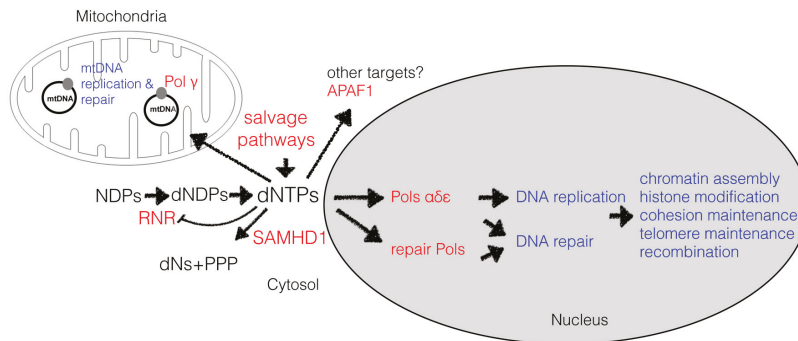 Mitochondria
mtDNA
replication &
repair
Pol γ
mtDNA
mtDNA
other targets?
APAF1
salvage
pathways
NDPs
dNDPs
dNTPs
RNR
SAMHD1
dNs+PPP
Cytosol
Pols αδε
repair Pols
DNA replication
DNA repair
chromatin assembly
histone modification
cohesion maintenance
telomere maintenance
recombination
Nucleus